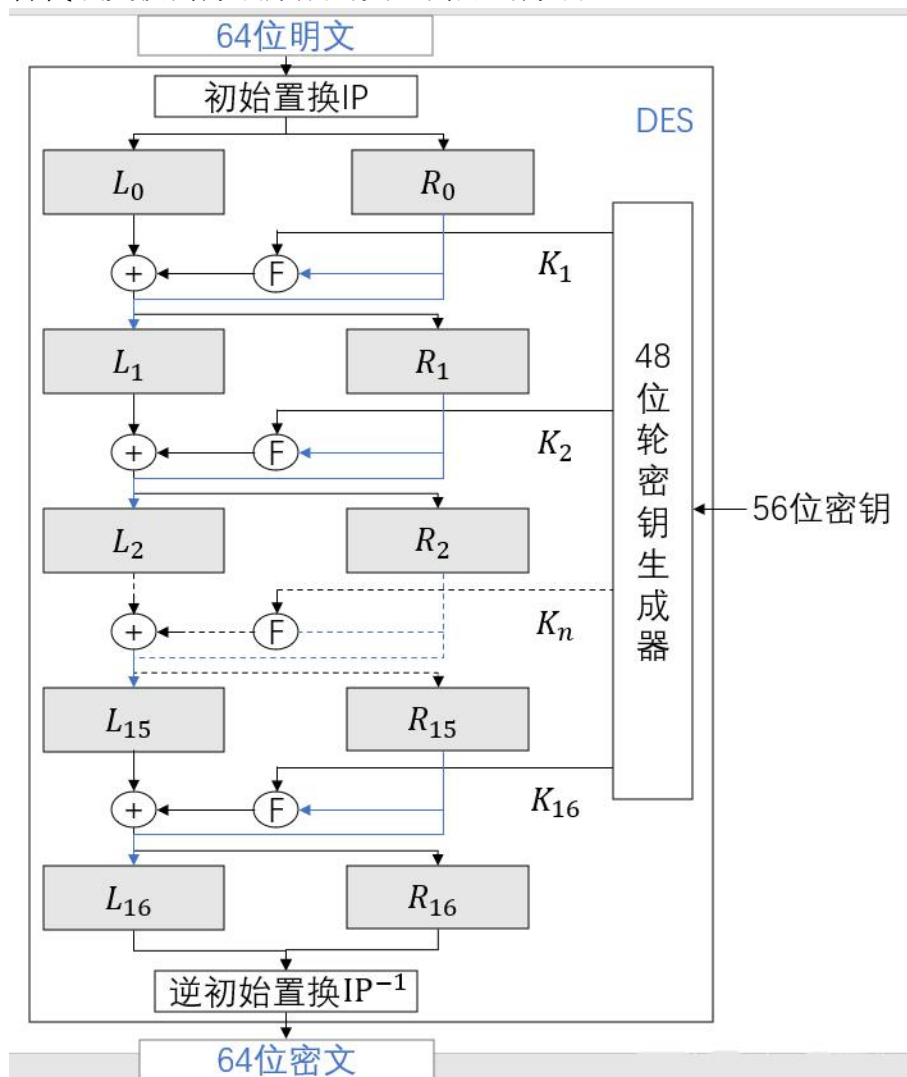 64位明文
初始置换IP
DES
L₀
R₀
K₁
+
F
L₁
R₁
48位轮密钥生成器
K₂
+
F
56位密钥
L₂
R₂
Kₙ
+
F
L₁₅
R₁₅
K₁₆
+
F
L₁₆
R₁₆
逆初始置换IP⁻¹
64位密文